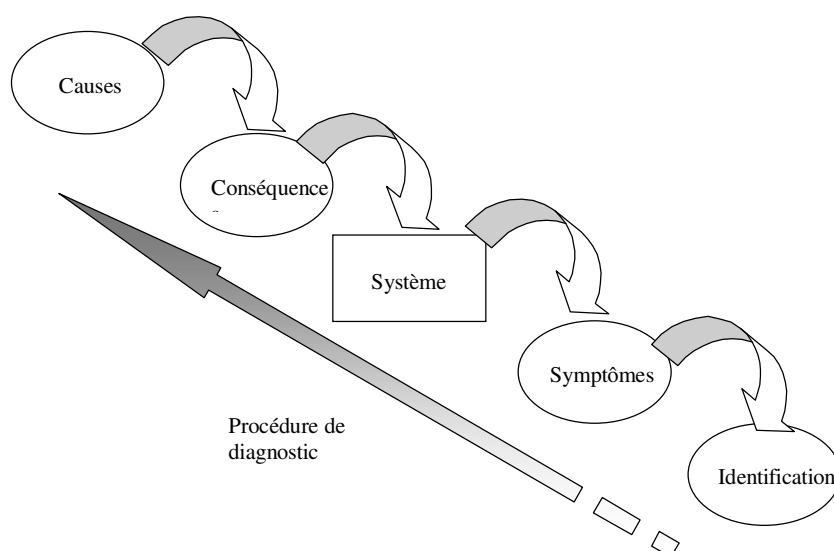 Causes
Conséquence
Système
Symptômes
Procédure de
diagnostic
Identification